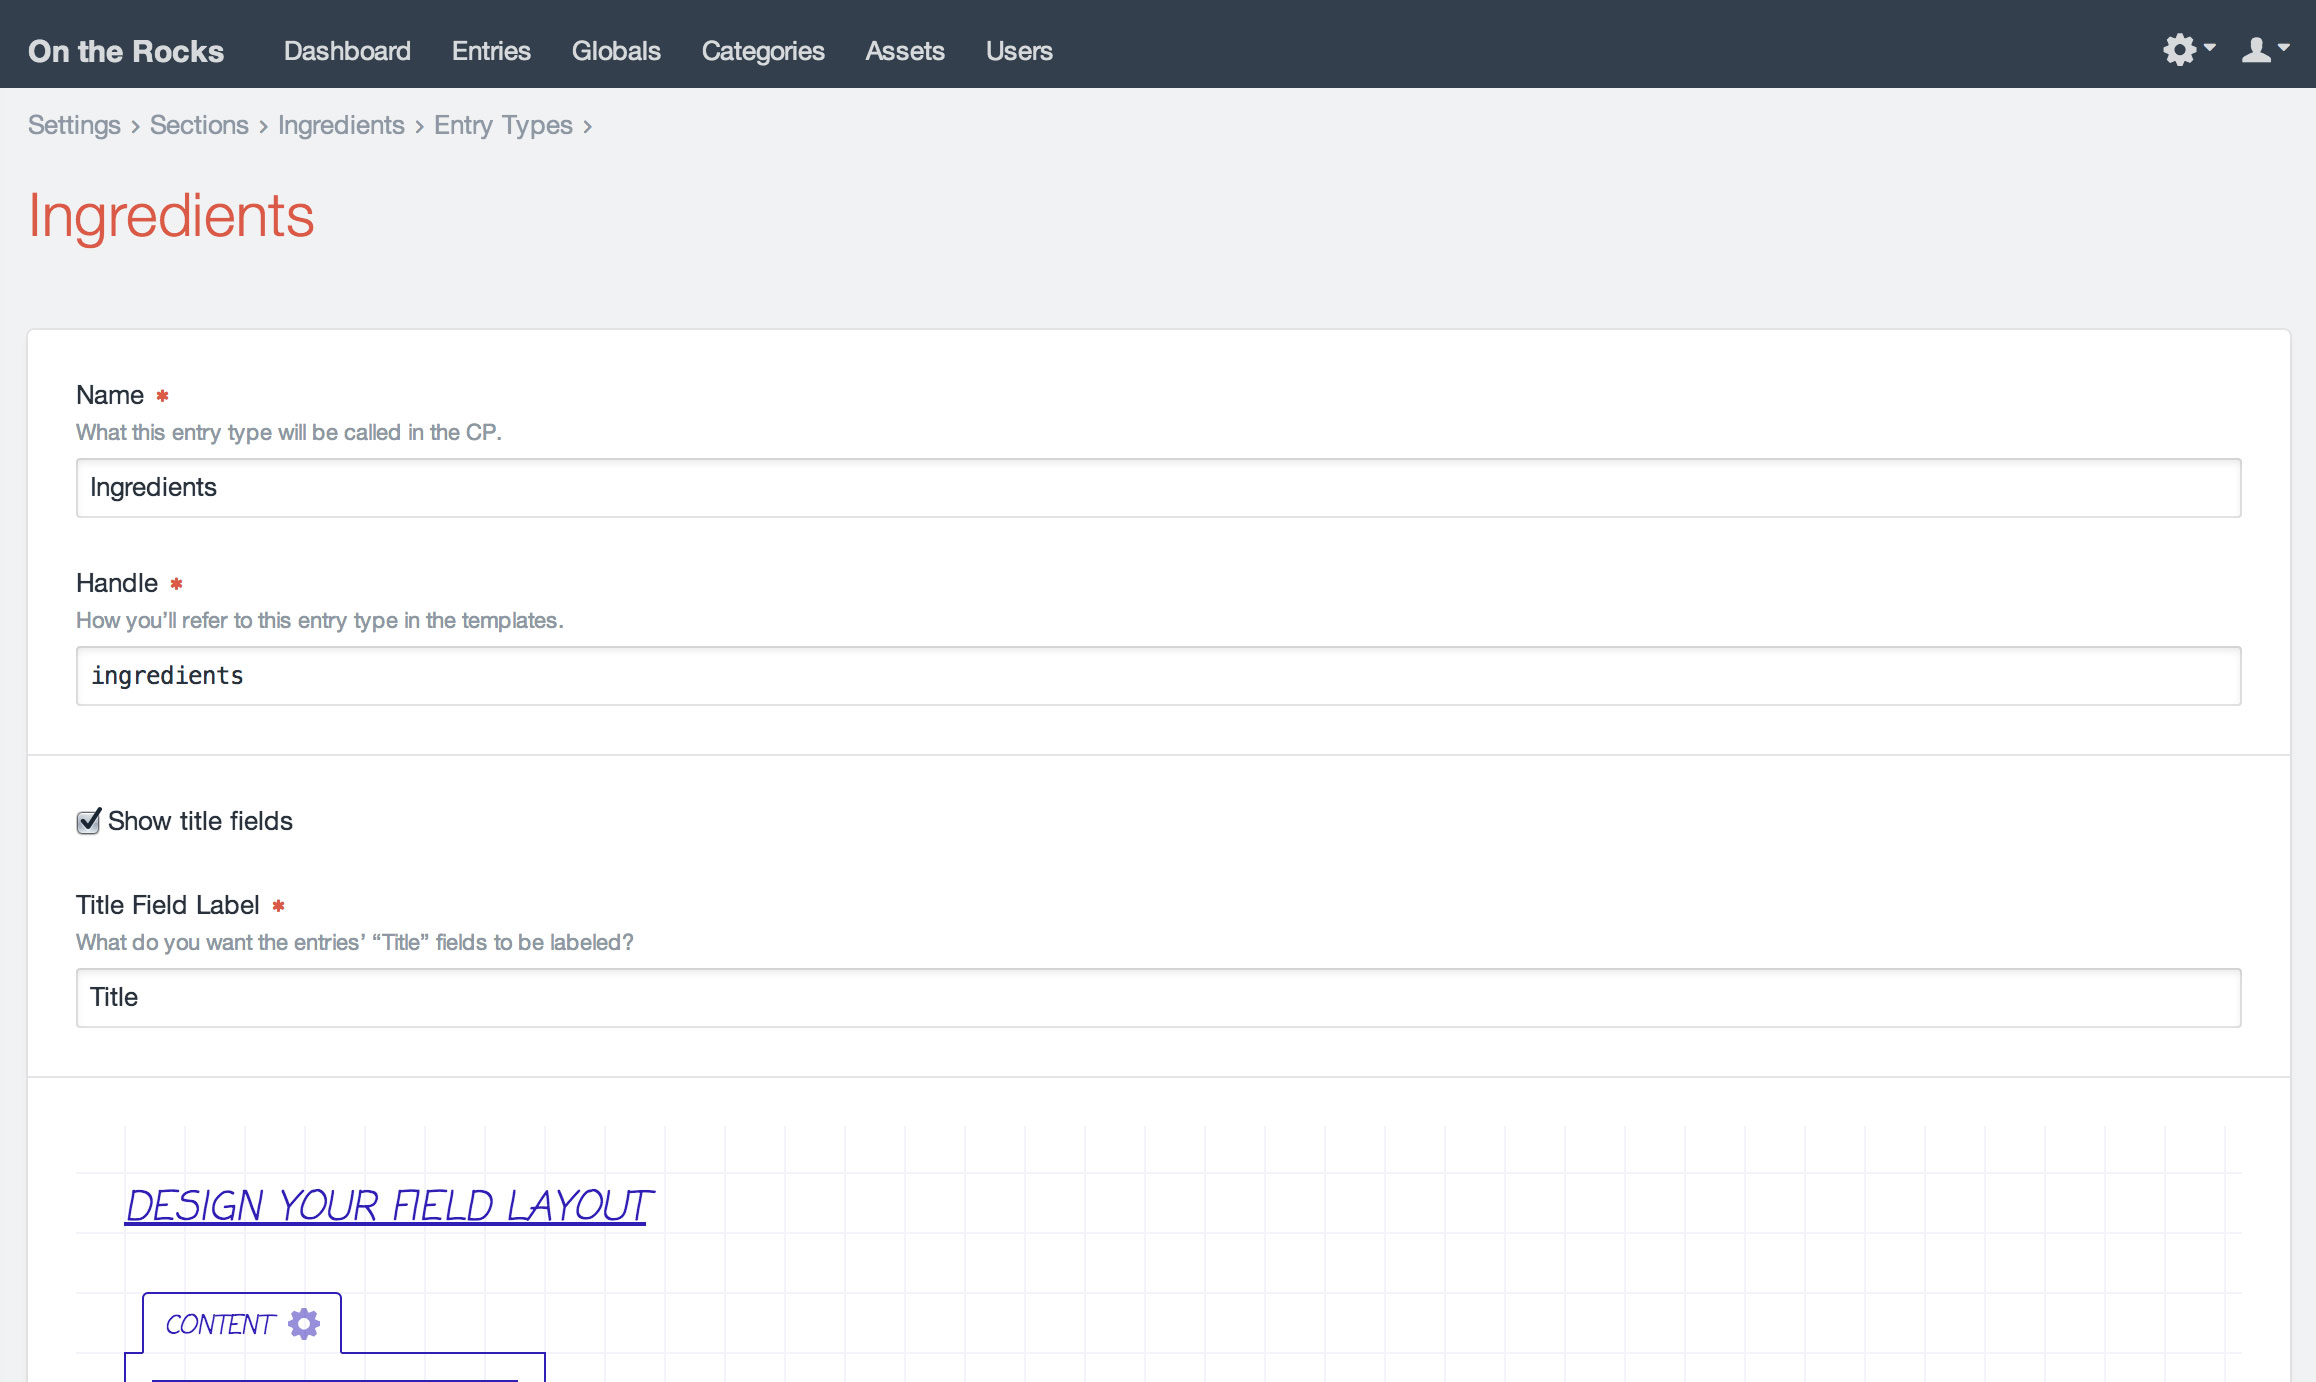 On the Rocks Dashboard Entries Globals Categories Assets Users
Settings › Sections › Ingredients › Entry Types ›
Ingredients
Name *
What this entry type will be called in the CP.
Ingredients
Handle *
How you’ll refer to this entry type in the templates.
ingredients
Show title fields
Title Field Label *
What do you want the entries’ “Title” fields to be labeled?
Title
DESIGN YOUR FIELD LAYOUT
CONTENT